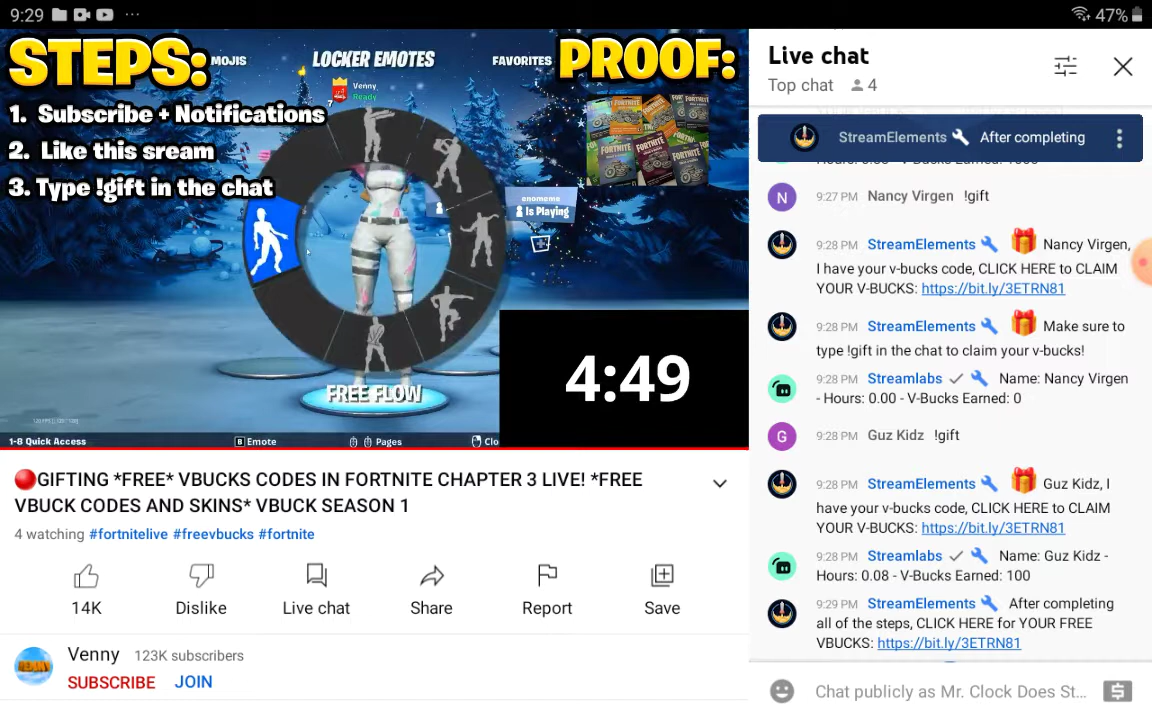 9:29
47%
STEPS:
MOJIS
LOCKER EMOTES
FAVORITES
PROOF:
Venny
Ready
7
1. Subscribe + Notifications
2. Like this sream
3. Type !gift in the chat
FORTNITE
FORTNITE
enomeme
Is Playing
4:49
FREE FLOW
1-8 Quick Access
B Emote
Pages
Clo
🔴GIFTING *FREE* VBUCKS CODES IN FORTNITE CHAPTER 3 LIVE! *FREE
VBUCK CODES AND SKINS* VBUCK SEASON 1
4 watching #fortnitelive #freevbucks #fortnite
14K
Dislike
Live chat
Share
Report
Save
Venny 123K subscribers
SUBSCRIBE JOIN
Live chat
Top chat 4
StreamElements After completing
9:27 PM Nancy Virgen !gift
9:28 PM StreamElements 🎁 Nancy Virgen,
I have your v-bucks code, CLICK HERE to CLAIM
YOUR V-BUCKS: https://bit.ly/3ETRN81
9:28 PM StreamElements 🎁 Make sure to
type !gift in the chat to claim your v-bucks!
9:28 PM Streamlabs Name: Nancy Virgen
- Hours: 0.00 - V-Bucks Earned: 0
9:28 PM Guz Kidz !gift
9:28 PM StreamElements 🎁 Guz Kidz, I
have your v-bucks code, CLICK HERE to CLAIM
YOUR V-BUCKS: https://bit.ly/3ETRN81
9:28 PM Streamlabs Name: Guz Kidz -
Hours: 0.08 - V-Bucks Earned: 100
9:29 PM StreamElements After completing
all of the steps, CLICK HERE for YOUR FREE
VBUCKS: https://bit.ly/3ETRN81
Chat publicly as Mr. Clock Does St...